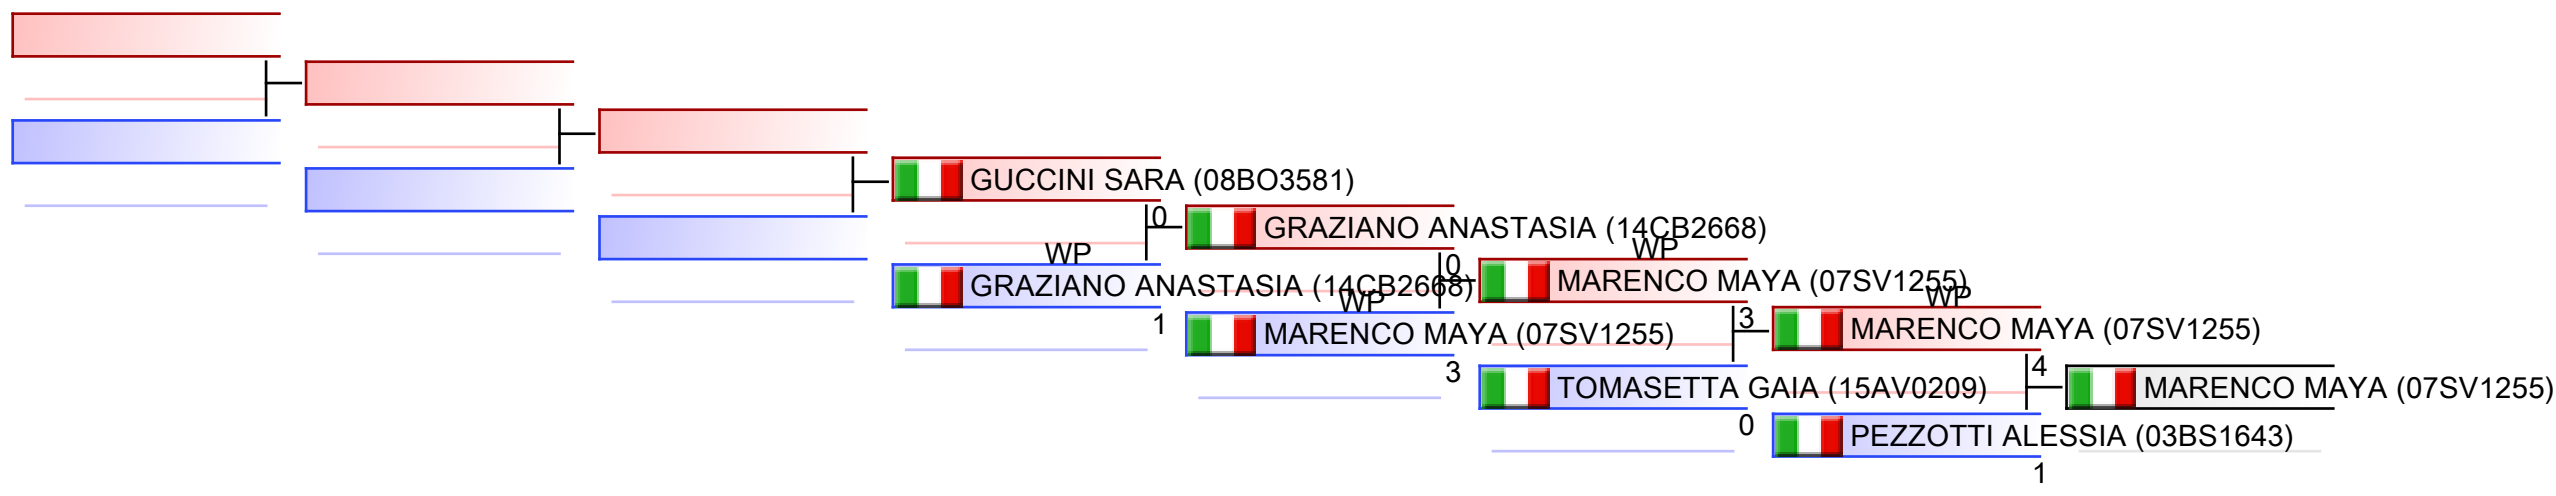 GUCCINI SARA (08BO3581)
0
WP
GRAZIANO ANASTASIA (14CB2668)
1
GRAZIANO ANASTASIA (14CB2668)
0
WP
MARENCO MAYA (07SV1255)
3
WP
MARENCO MAYA (07SV1255)
3
TOMASETTA GAIA (15AV0209)
0
WP
MARENCO MAYA (07SV1255)
4
PEZZOTTI ALESSIA (03BS1643)
1
MARENCO MAYA (07SV1255)